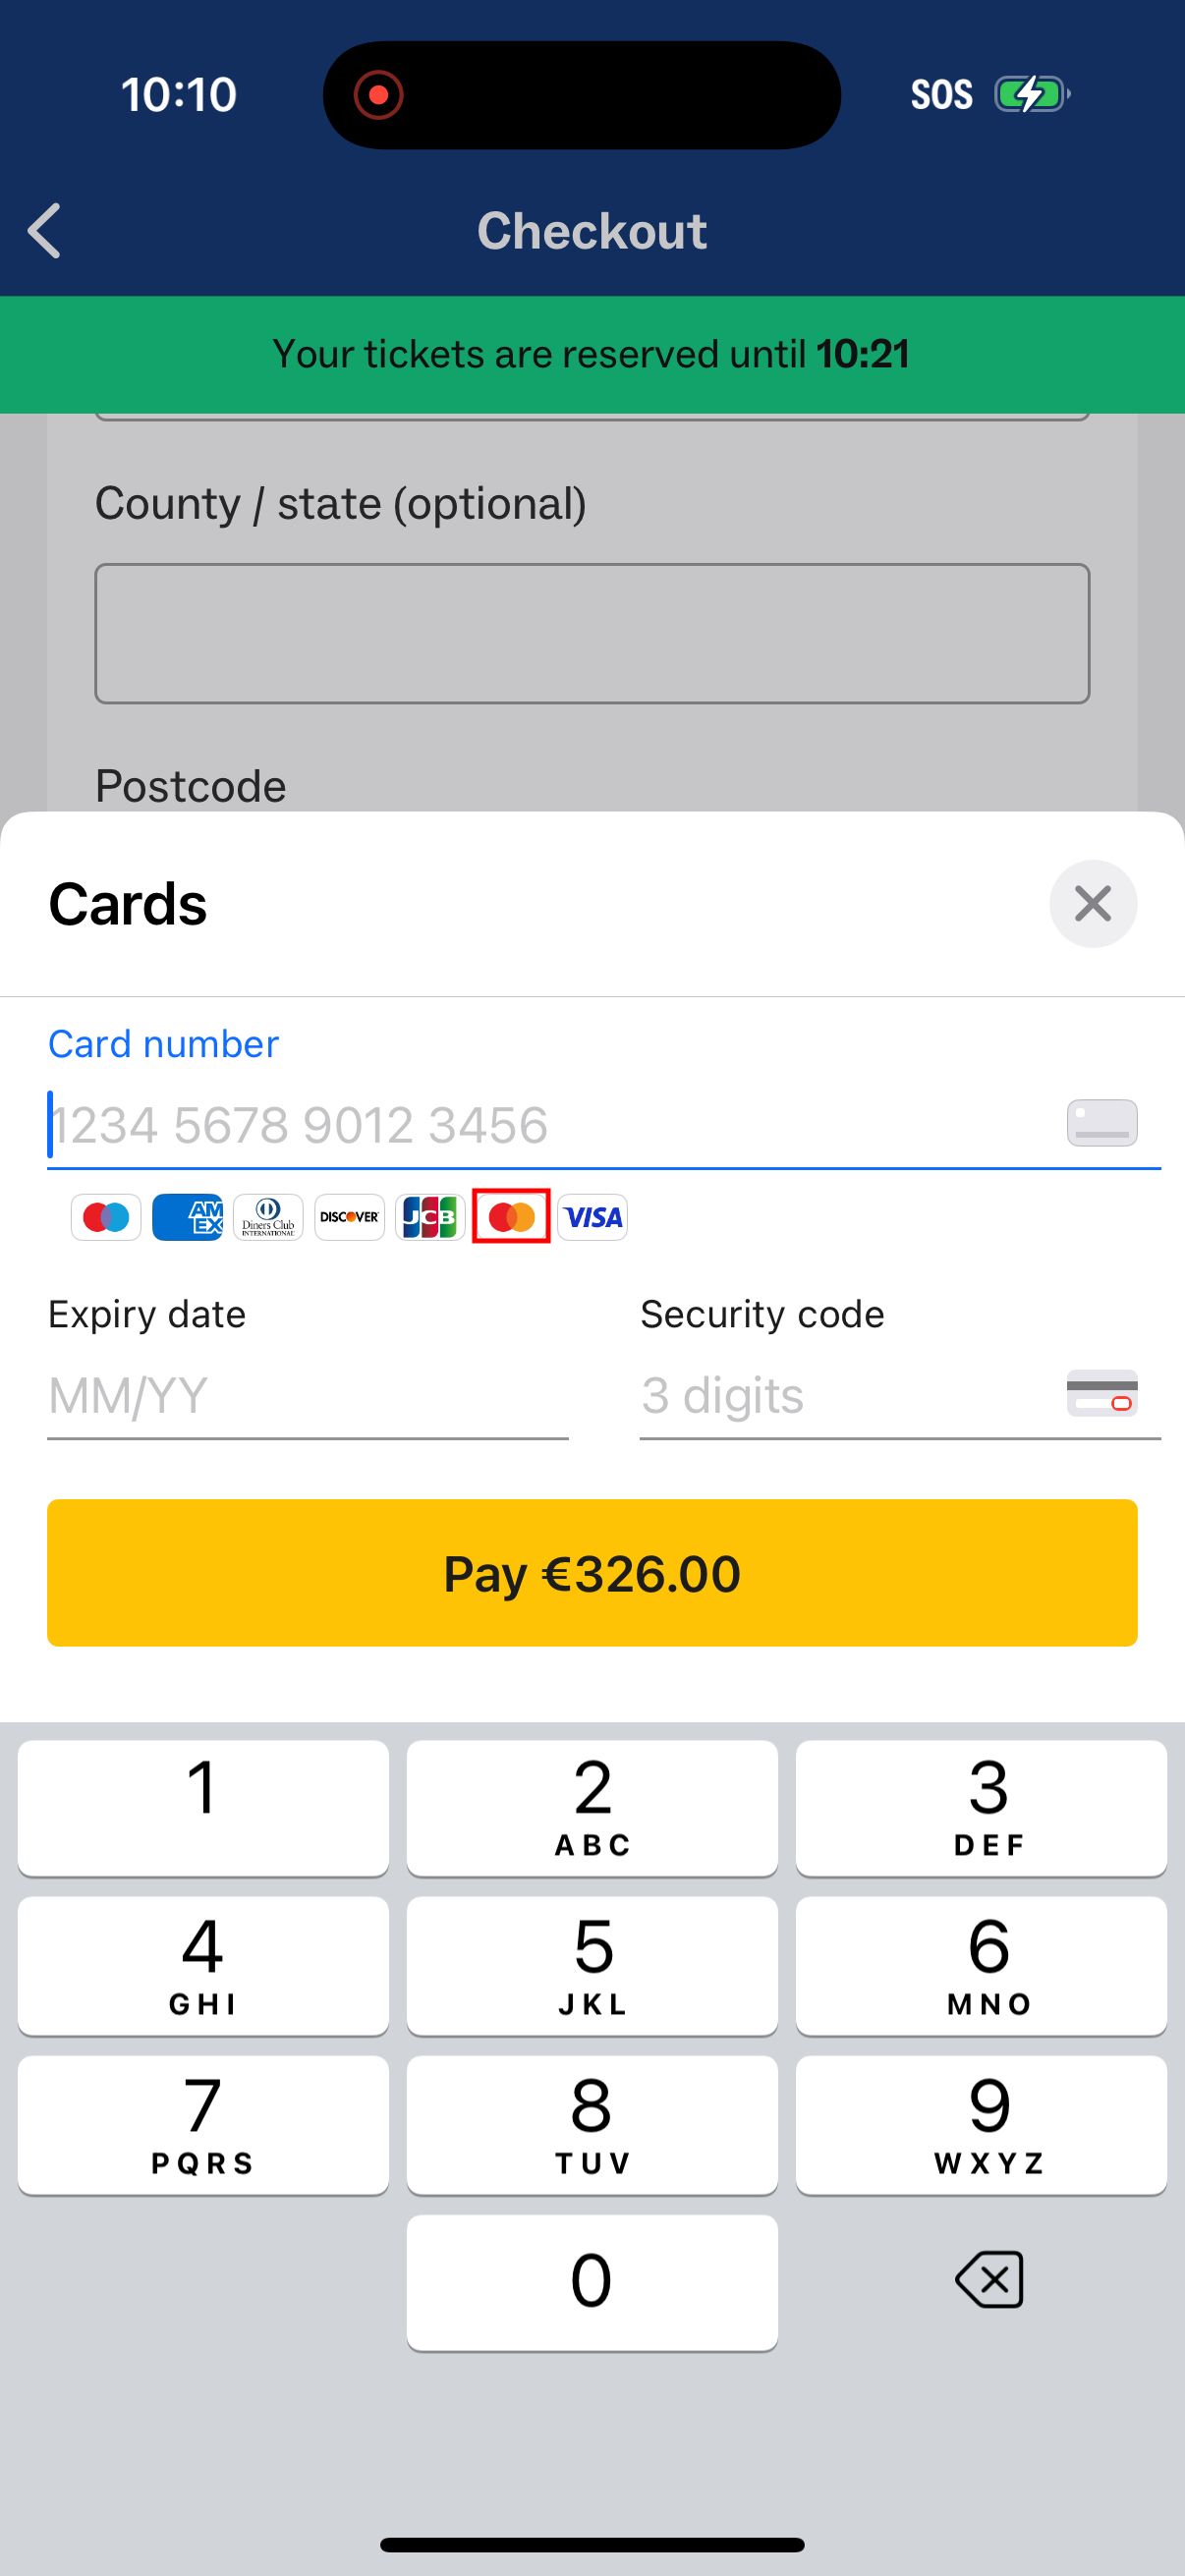 10:10
SOS
Checkout
Your tickets are reserved until 10:21
County / state (optional)
Postcode
Cards
Card number
1234 5678 9012 3456
AM EX
Diners Club
INTERNATIONAL
DISCOVER
JCB
VISA
Expiry date
Security code
MM/YY
3 digits
Pay €326.00
1
2
ABC
3
DEF
4
GHI
5
JKL
6
MNO
7
PQRS
8
TUV
9
WXYZ
0